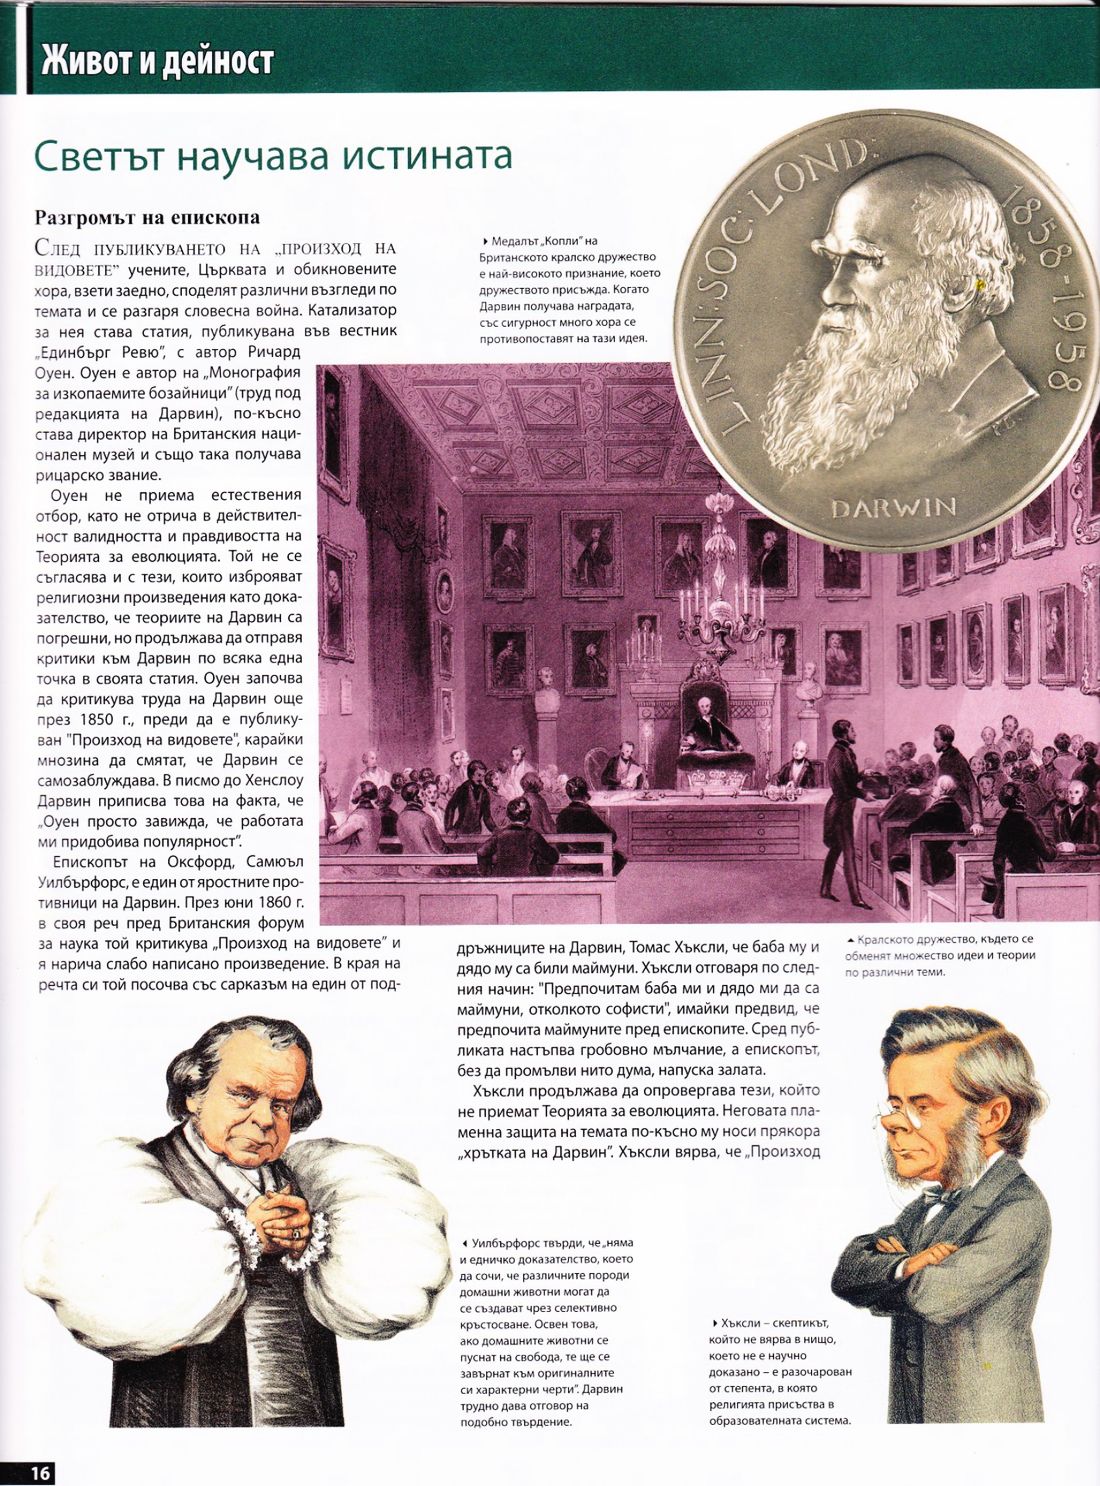 Живот и дейност
Светът научава истината
Разгромът на епископа
СЛЕД ПУБЛИКУВАНЕТО НА „ПРОИЗХОД НА
ВИДОВЕТЕ” учените, Църквата и обикновените
хора, взети заедно, споделят различни възгледи по
темата и се разгаря словесна война. Катализатор
за нея става статия, публикувана във вестник
„Единбърг Ревю”, с автор Ричард
Оуен. Оуен е автор на „Монография
за изкопаемите бозайници” (труд под
редакцията на Дарвин), по-късно
става директор на Британския наци-
онален музей и също така получава
рицарско звание.
Оуен не приема естествения
отбор, като не отрича в действител-
ност валидността и правдивостта на
Теорията за еволюцията. Той не се
съгласява и с тези, които изброяват
религиозни произведения като дока-
зателство, че теориите на Дарвин са
погрешни, но продължава да отправя
критики към Дарвин по всяка една
точка в своята статия. Оуен започва
да критикува труда на Дарвин още
през 1850 г., преди да е публику-
ван "Произход на видовете", карайки
мнозина да смятат, че Дарвин се
самозаблуждава. В писмо до Хенслоу
Дарвин приписва това на факта, че
„Оуен просто завижда, че работата
ми придобива популярност”.
Епископът на Оксфорд, Самюъл
Уилбърфорс, е един от яростните про-
тивници на Дарвин. През юни 1860 г.
в своя реч пред Британския форум
за наука той критикува „Произход на видовете” и
я нарича слабо написано произведение. В края на
речта си той посочва със сарказъм на един от под-
дръжниците на Дарвин, Томас Хъксли, че баба му и
дядо му са били маймуни. Хъксли отговаря по след-
ния начин: "Предпочитам баба ми и дядо ми да са
маймуни, отколкото софисти", имайки предвид, че
предпочита маймуните пред епископите. Сред пуб-
ликата настъпва гробовно мълчание, а епископът,
без да промълви нито дума, напуска залата.
Хъксли продължава да опровергава тези, който
не приемат Теорията за еволюцията. Неговата пла-
менна защита на темата по-късно му носи прякора
„хрътката на Дарвин”. Хъксли вярва, че „Произход
Медалът „Копли” на
Британското кралско дружество
е най-високото признание, което
дружеството присъжда. Когато
Дарвин получава наградата,
със сигурност много хора се
противопоставят на тази идея.
LINN: SOC: LOND: 1858-1958
DARWIN
Кралското дружество, където се
обменят множество идеи и теории
по различни теми.
Уилбърфорс твърди, че „няма
и едничко доказателство, което
да сочи, че различните породи
домашни животни могат да
се създават чрез селективно
кръстосване. Освен това,
ако домашните животни се
пуснат на свобода, те ще се
завърнат към оригиналните
си характерни черти”. Дарвин
трудно дава отговор на
подобно твърдение.
Хъксли – скептикът,
който не вярва в нищо,
което не е научно
доказано – е разочарован
от степента, в която
религията присъства в
образователната система.
16